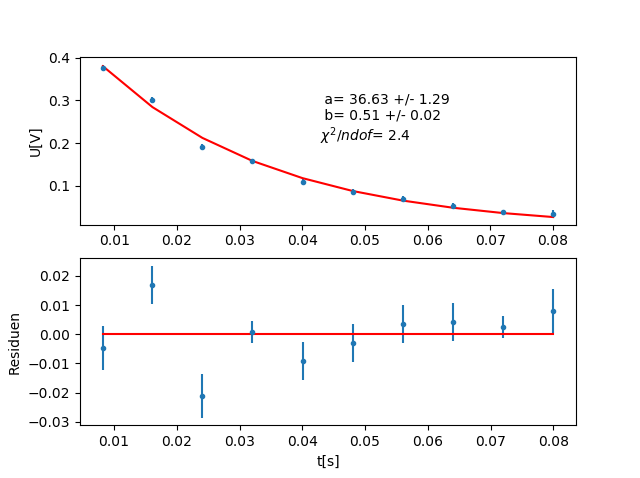 0.4
0.3
0.2
0.1
U[V]
a= 36.63 +/- 1.29
b= 0.51 +/- 0.02
χ²/ndof= 2.4
0.01 0.02 0.03 0.04 0.05 0.06 0.07 0.08
0.02
0.01
0.00
−0.01
−0.02
−0.03
Residuen
0.01 0.02 0.03 0.04 0.05 0.06 0.07 0.08
t[s]